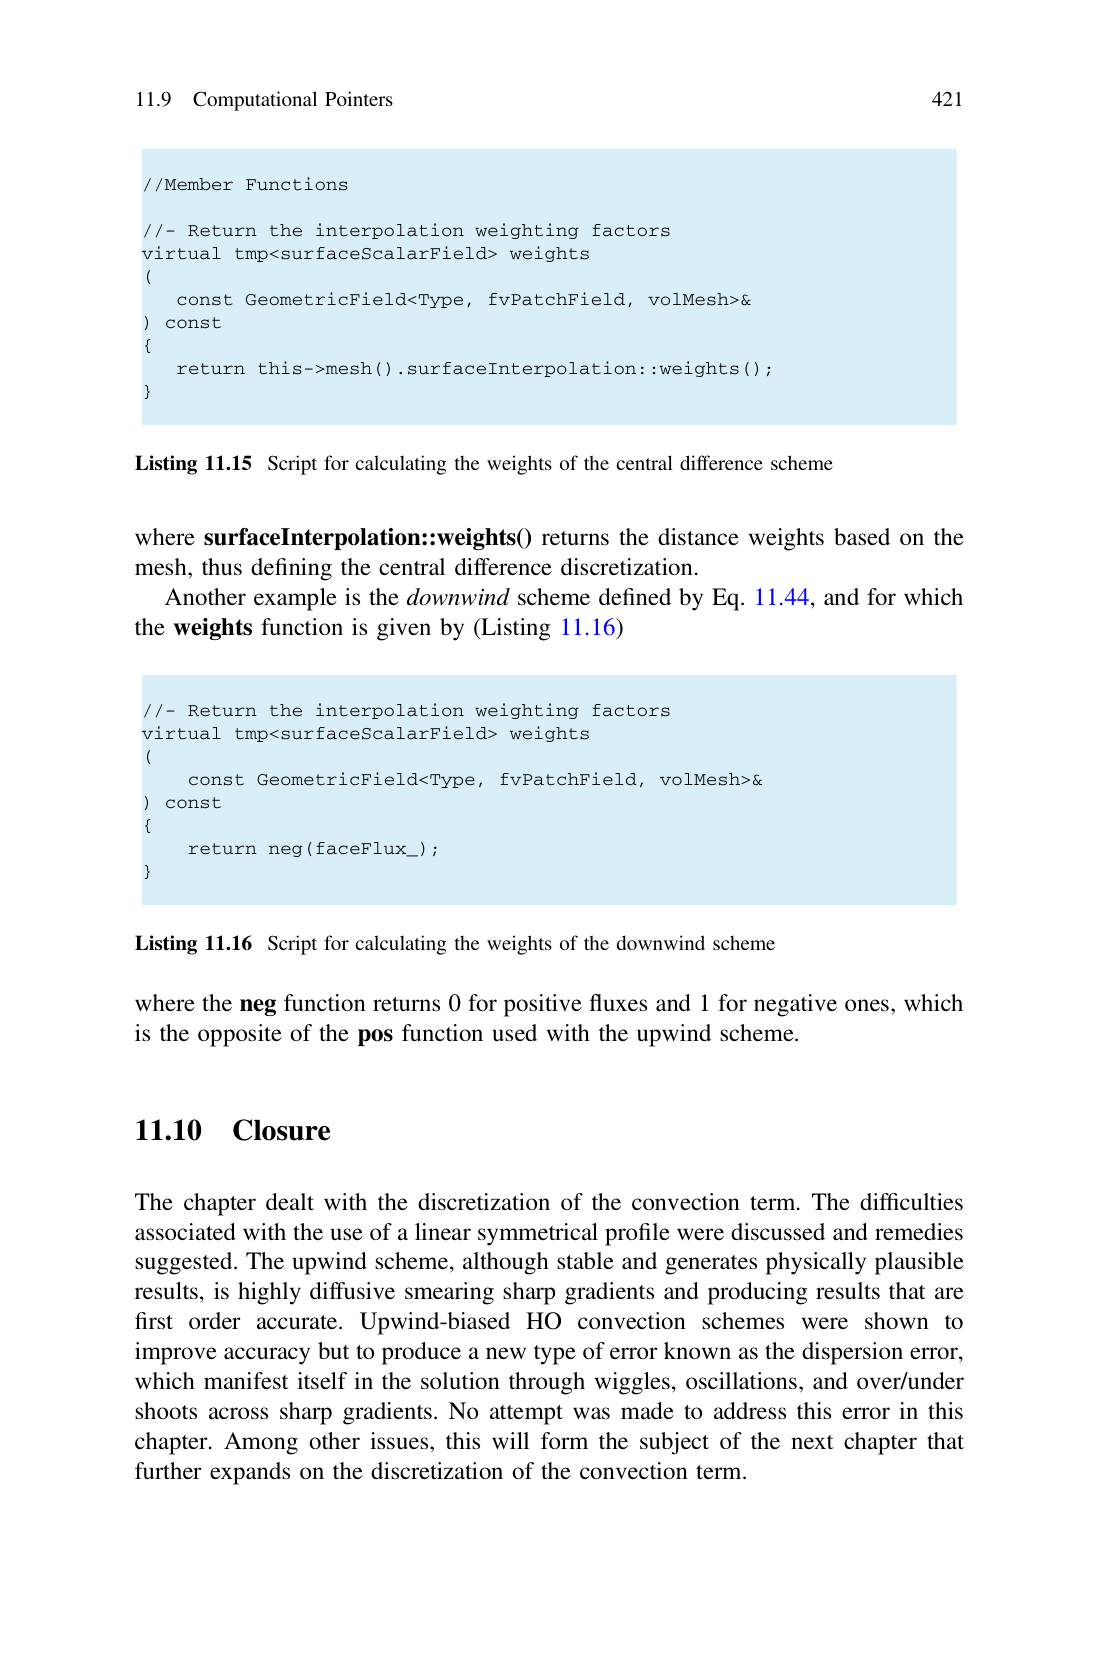 11.9 Computational Pointers 421
//Member Functions
//- Return the interpolation weighting factors
virtual tmp<surfaceScalarField> weights
(
   const GeometricField<Type, fvPatchField, volMesh>&
) const
{
   return this->mesh().surfaceInterpolation::weights();
}
Listing 11.15 Script for calculating the weights of the central difference scheme
where surfaceInterpolation::weights() returns the distance weights based on the
mesh, thus defining the central difference discretization.
Another example is the downwind scheme defined by Eq. 11.44, and for which
the weights function is given by (Listing 11.16)
//- Return the interpolation weighting factors
virtual tmp<surfaceScalarField> weights
(
    const GeometricField<Type, fvPatchField, volMesh>&
) const
{
    return neg(faceFlux_);
}
Listing 11.16 Script for calculating the weights of the downwind scheme
where the neg function returns 0 for positive fluxes and 1 for negative ones, which
is the opposite of the pos function used with the upwind scheme.
11.10 Closure
The chapter dealt with the discretization of the convection term. The difficulties
associated with the use of a linear symmetrical profile were discussed and remedies
suggested. The upwind scheme, although stable and generates physically plausible
results, is highly diffusive smearing sharp gradients and producing results that are
first order accurate. Upwind-biased HO convection schemes were shown to
improve accuracy but to produce a new type of error known as the dispersion error,
which manifest itself in the solution through wiggles, oscillations, and over/under
shoots across sharp gradients. No attempt was made to address this error in this
chapter. Among other issues, this will form the subject of the next chapter that
further expands on the discretization of the convection term.